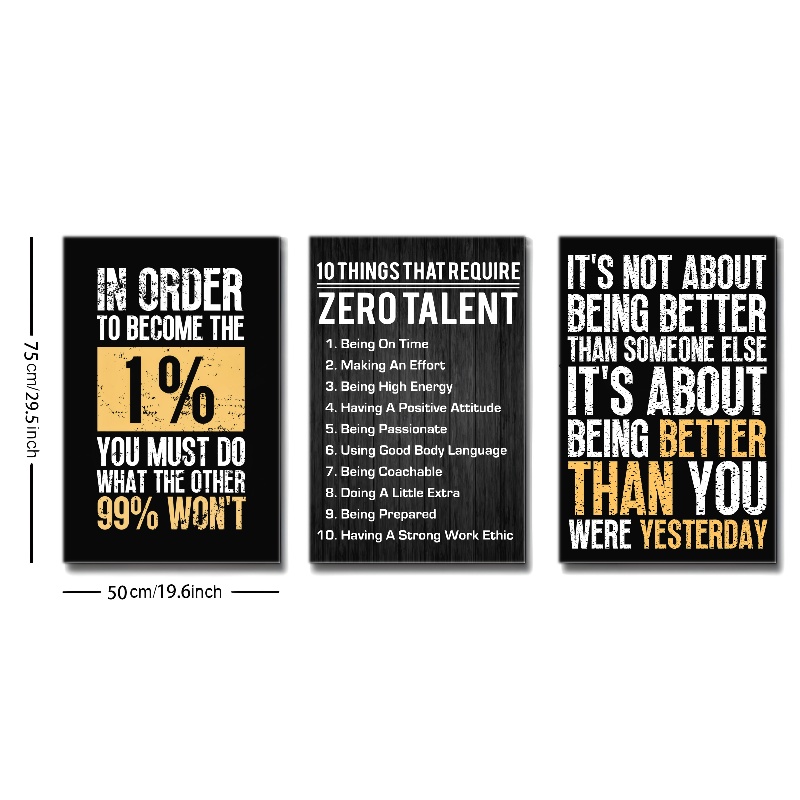 75cm/29.5inch
IN ORDER
TO BECOME THE
1%
YOU MUST DO
WHAT THE OTHER
99% WON'T
50cm/19.6inch
10 THINGS THAT REQUIRE
ZERO TALENT
1. Being On Time
2. Making An Effort
3. Being High Energy
4. Having A Positive Attitude
5. Being Passionate
6. Using Good Body Language
7. Being Coachable
8. Doing A Little Extra
9. Being Prepared
10. Having A Strong Work Ethic
IT'S NOT ABOUT
BEING BETTER
THAN SOMEONE ELSE
IT'S ABOUT
BEING BETTER
THAN YOU
WERE YESTERDAY